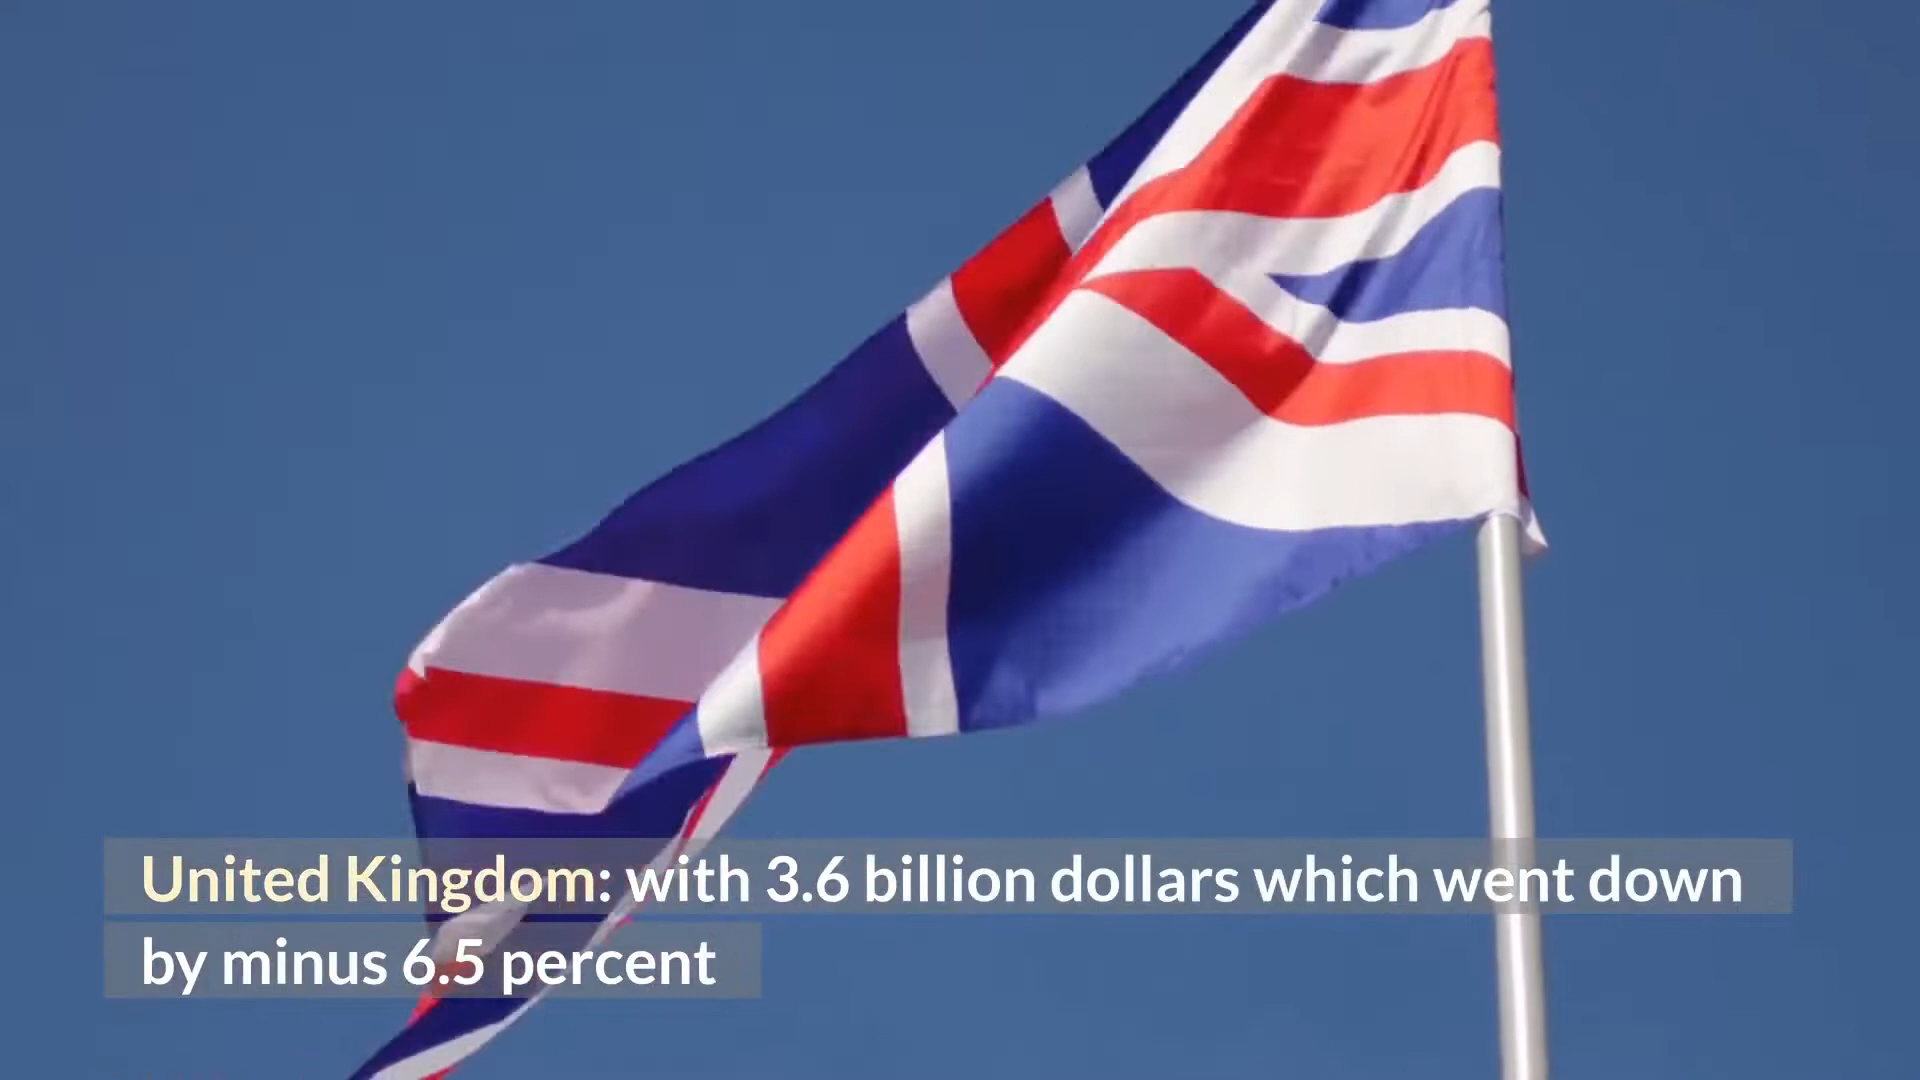 United Kingdom: with 3.6 billion dollars which went down
by minus 6.5 percent